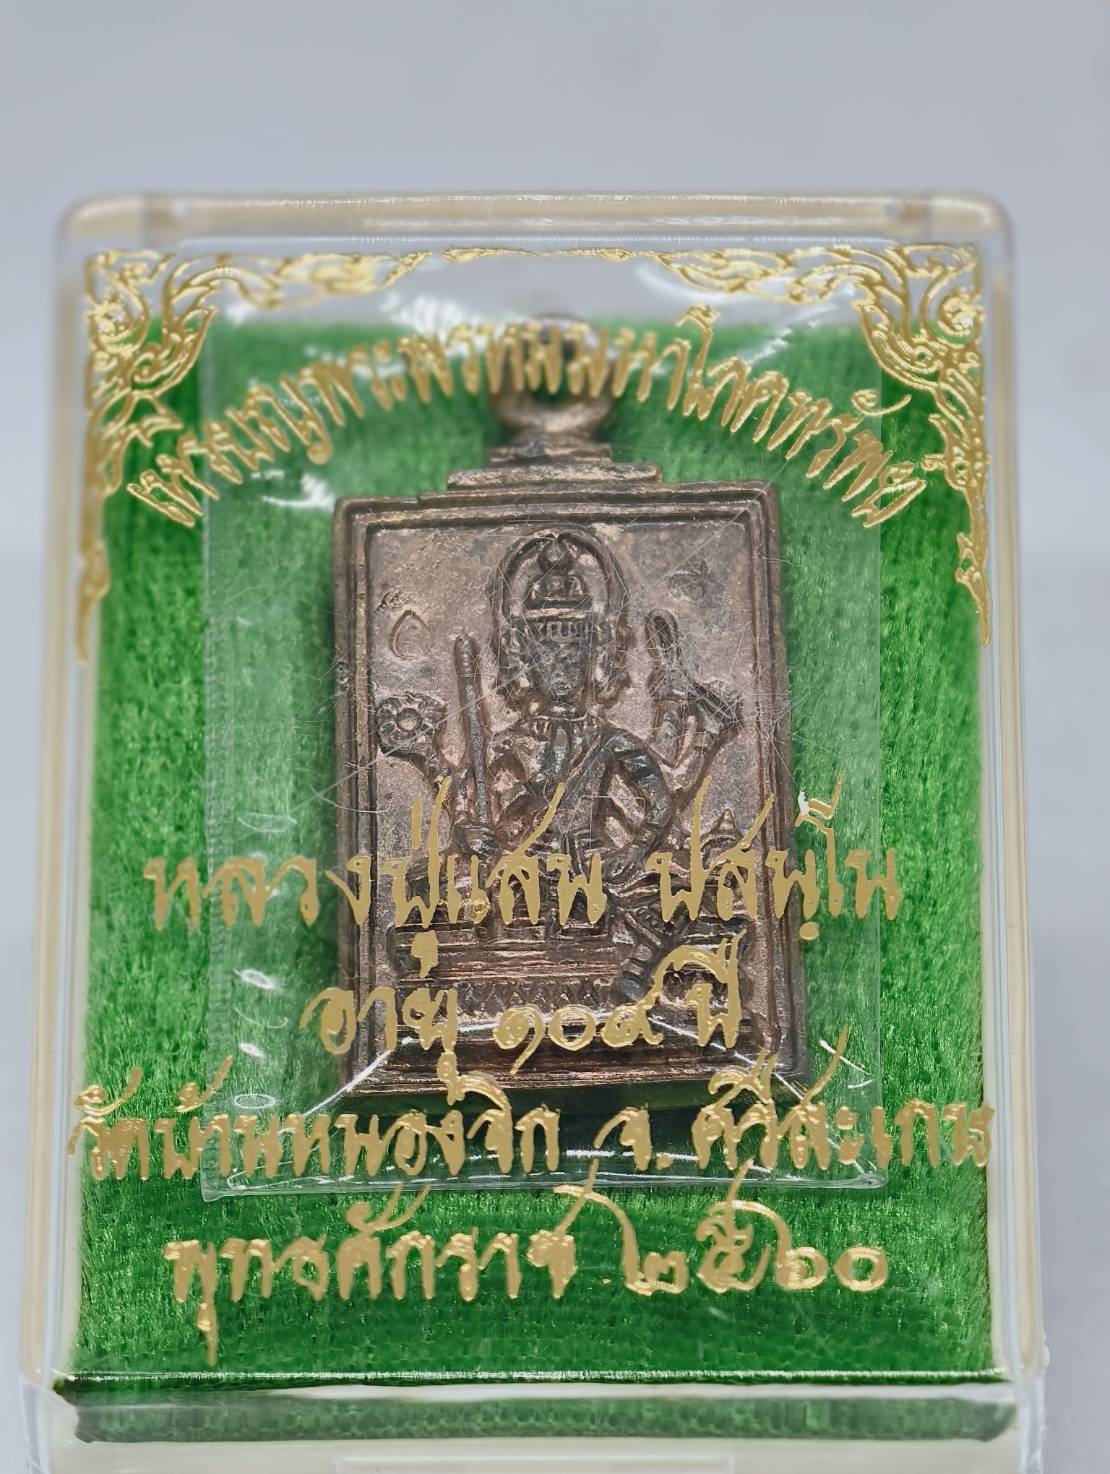 เหรียญพระพรหมมหาโภคทรัพย์
หลวงปู่แสน ปสนฺโน
อายุ ๑๐๙ ปี
วัดบ้านหนองจิก จ.ศรีสะเกษ
พุทธศักราช ๒๕๖๐